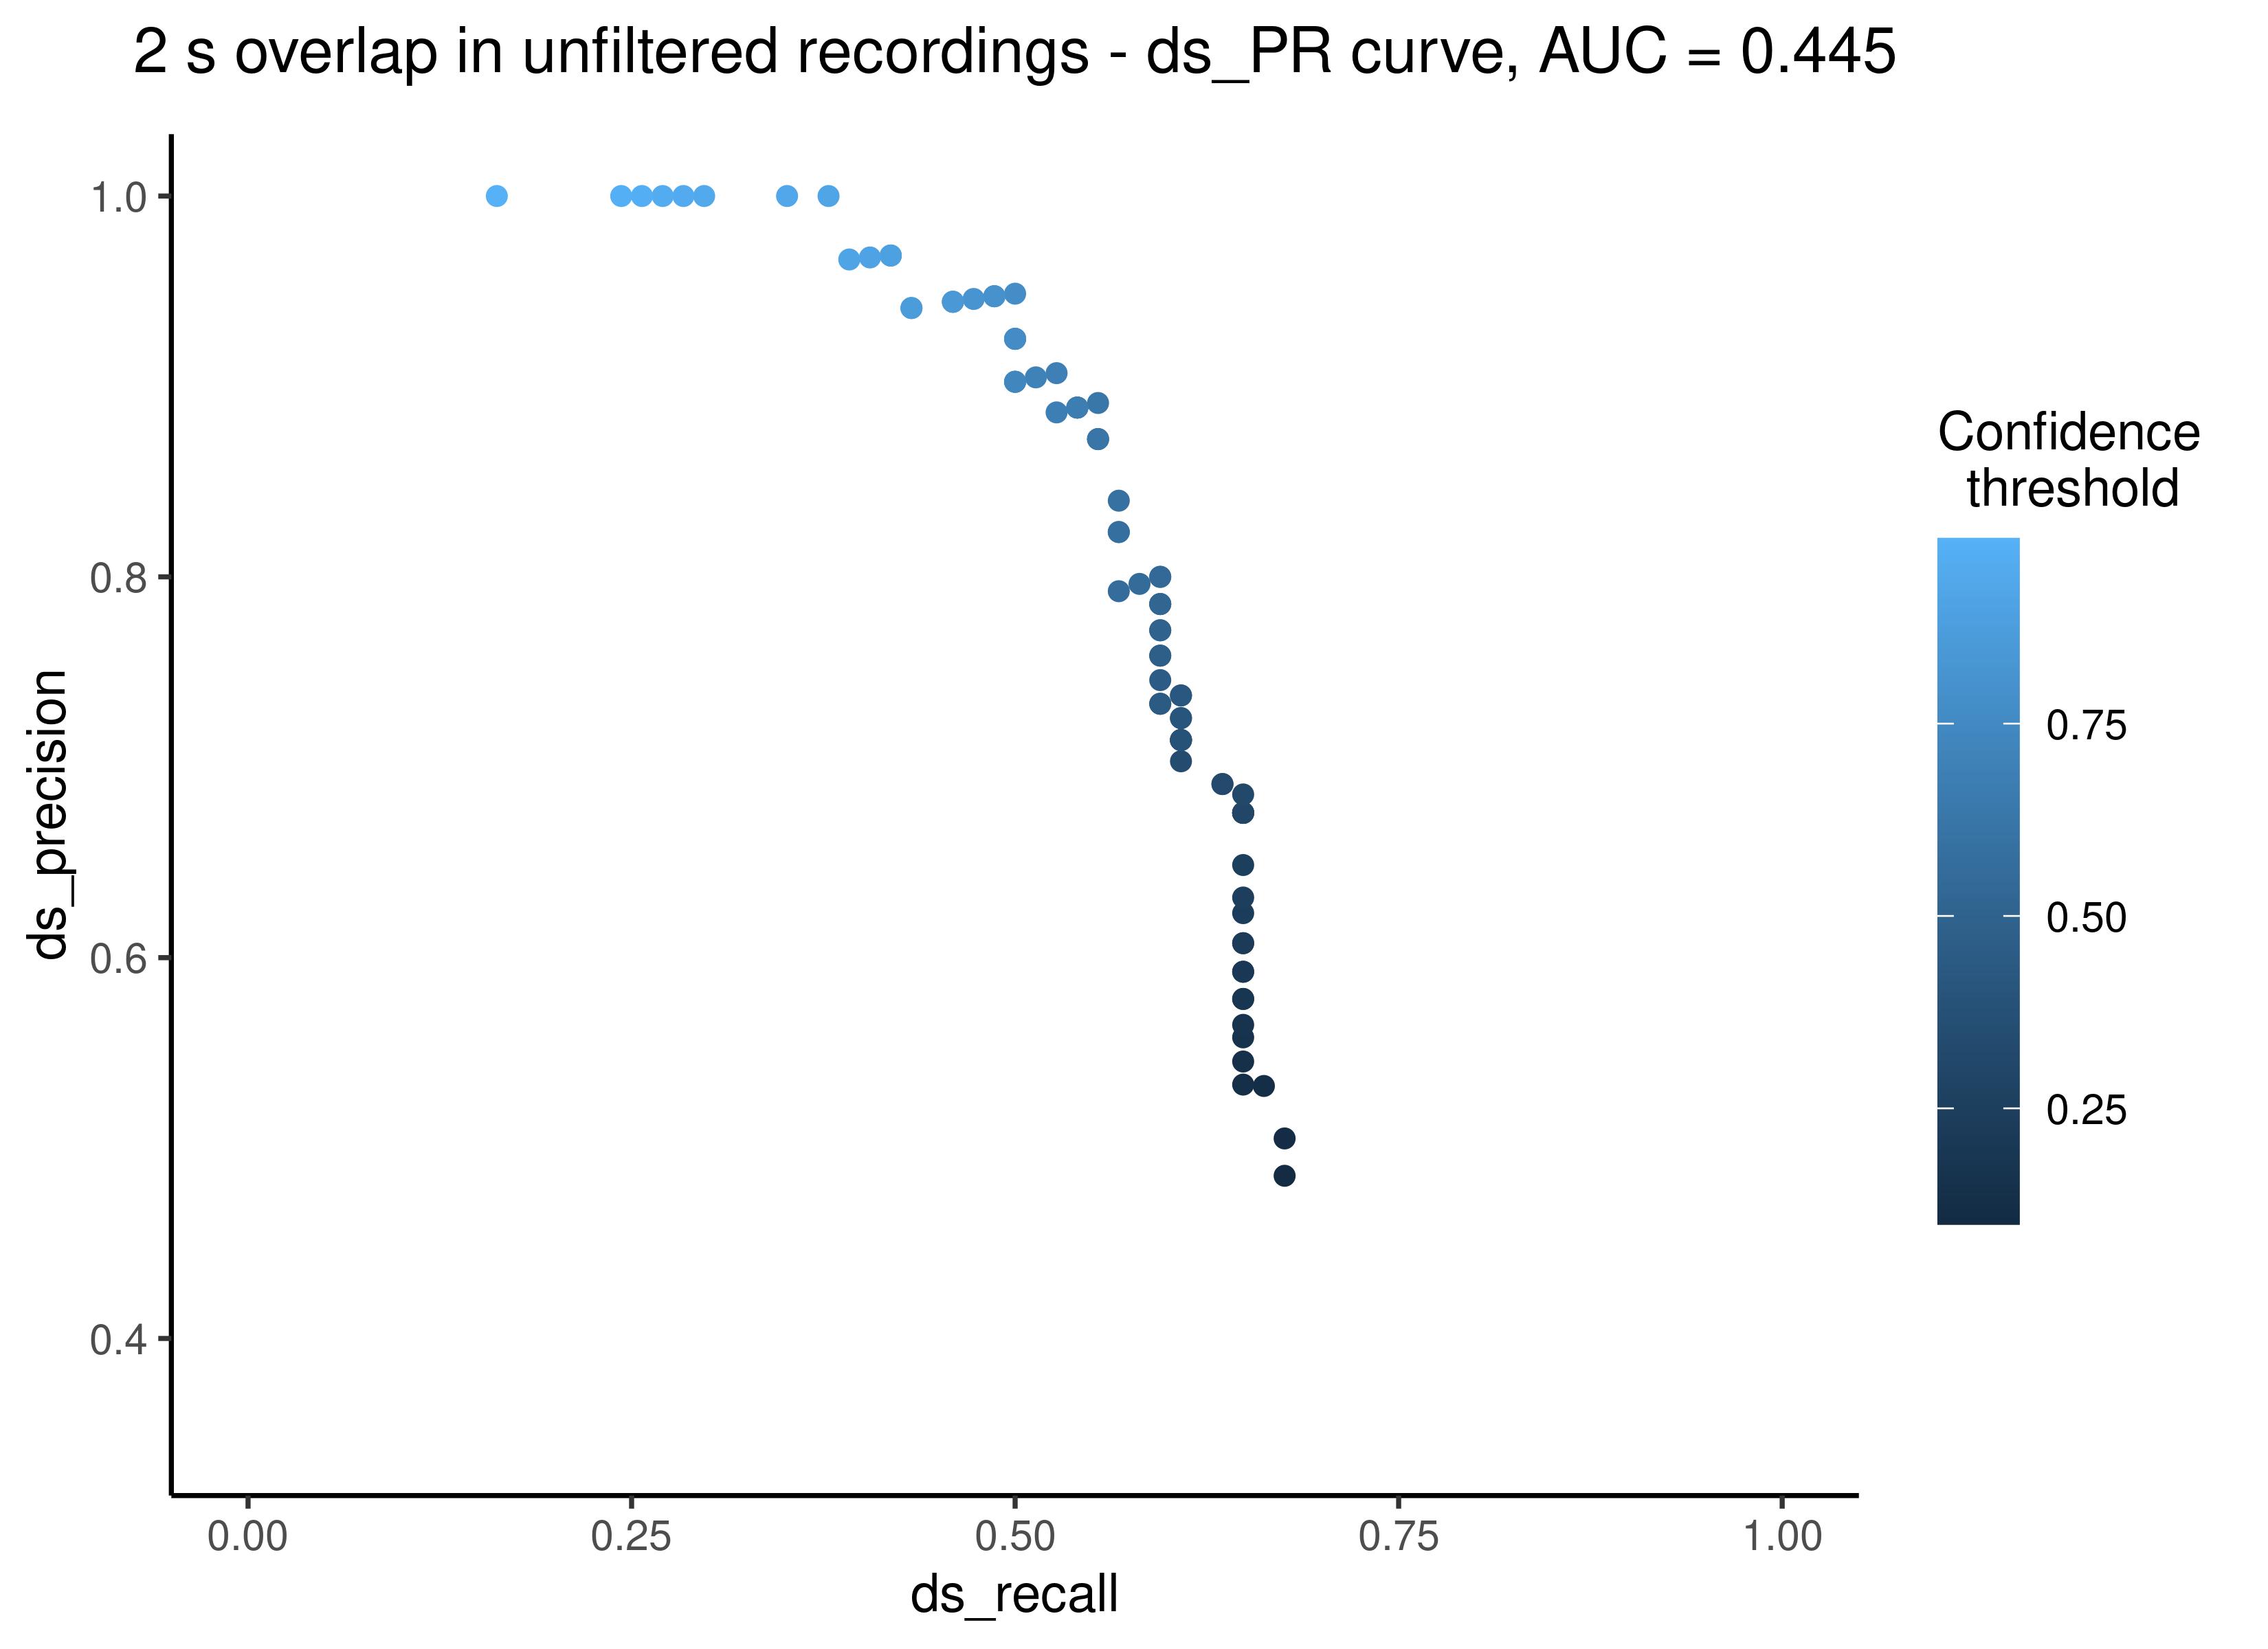 2 s overlap in unfiltered recordings - ds_PR curve, AUC = 0.445
1.0
0.8
0.6
0.4
ds_precision
0.00 0.25 0.50 0.75 1.00
ds_recall
Confidence
threshold
0.75
0.50
0.25